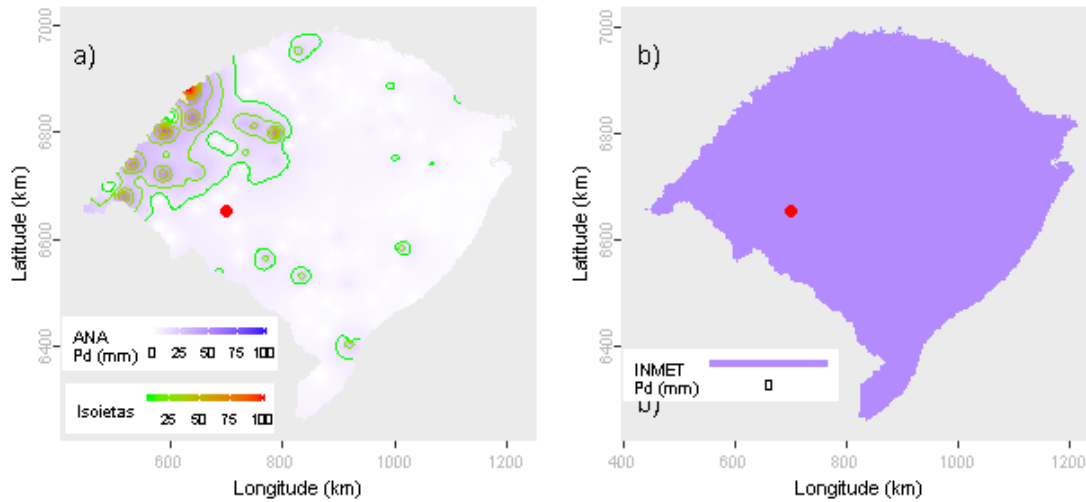 a)
7000
6800
6600
6400
Latitude (km)
ANA
Pd (mm)
0 25 50 75 100
Isoietas
25 50 75 100
600 800 1000 1200
Longitude (km)
b)
7000
6800
6600
6400
Latitude (km)
INMET
Pd (mm)
0
b)
400 600 800 1000 1200
Longitude (km)